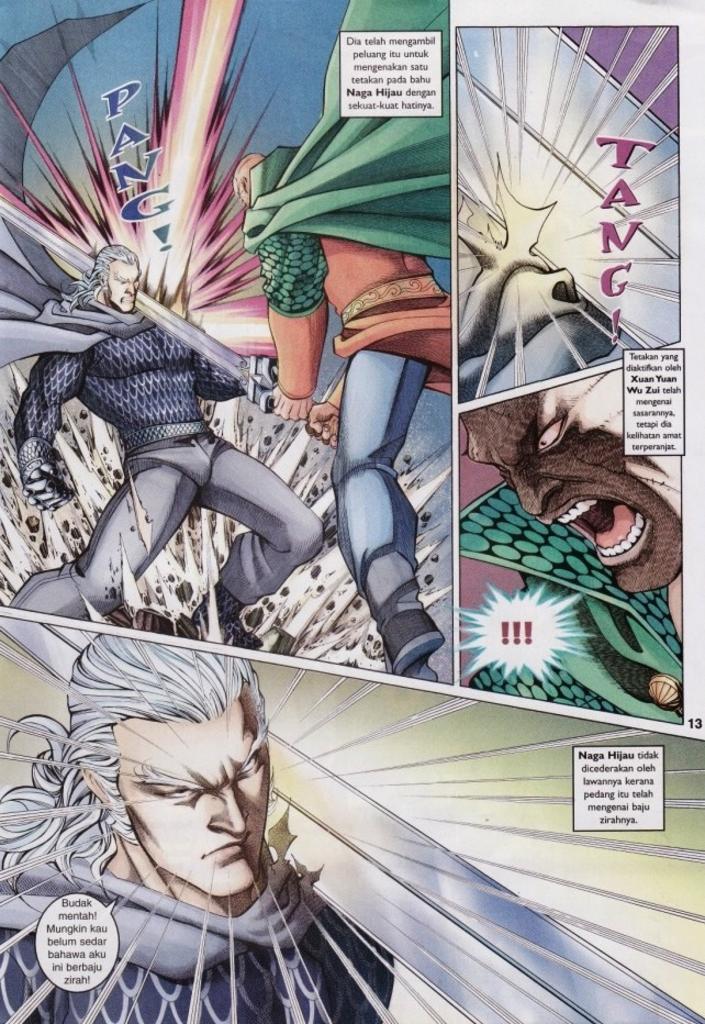 Dia telah mengambil
peluang itu untuk
mengenakan satu
tetakan pada bahu
Naga Hijau dengan
sekuat-kuat hatinya.
PANG!
TANG!
Tetakan yang
diaktifkan oleh
Xuan Yuan
Wu Zui telah
mengenai
sasarannya,
tetapi dia
kelihatan amat
terperanjat.
!!!
13
Naga Hijau tidak
dicederakan oleh
lawannya kerana
pedang itu telah
mengenai baju
zirahnya.
Budak
mentah!
Mungkin kau
belum sedar
bahawa aku
ini berbaju
zirah!